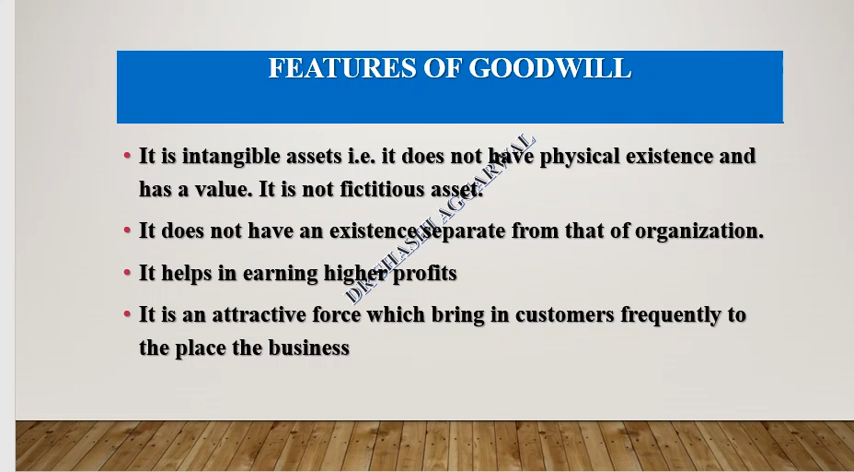 FEATURES OF GOODWILL
• It is intangible assets i.e. it does not have physical existence and
has a value. It is not fictitious asset.
• It does not have an existence separate from that of organization.
• It helps in earning higher profits
• It is an attractive force which bring in customers frequently to
the place the business
AGGARWAL